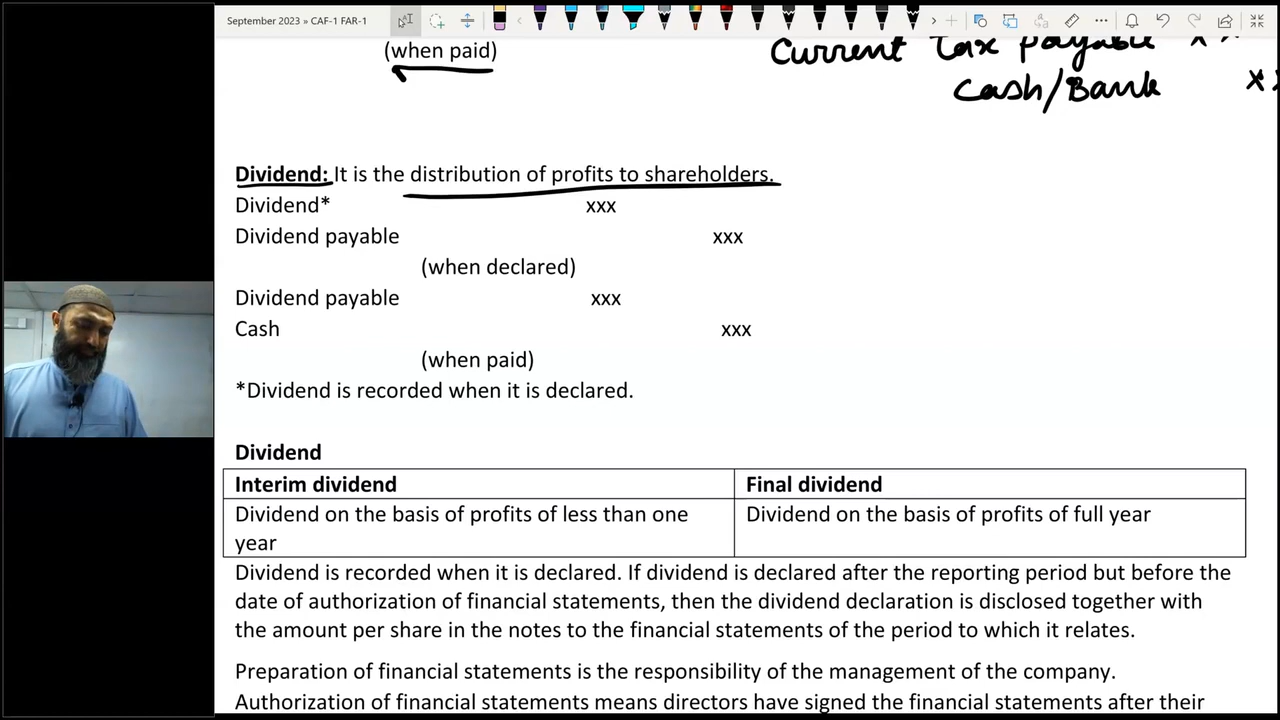 September 2023 » CAF-1 FAR-1
(when paid)
Current Tax Payable xx
Cash/Bank
Dividend: It is the distribution of profits to shareholders.
Dividend* xxx
Dividend payable xxx
(when declared)
Dividend payable xxx
Cash xxx
(when paid)
*Dividend is recorded when it is declared.
Dividend
Interim dividend Final dividend
Dividend on the basis of profits of less than one Dividend on the basis of profits of full year
year
Dividend is recorded when it is declared. If dividend is declared after the reporting period but before the
date of authorization of financial statements, then the dividend declaration is disclosed together with
the amount per share in the notes to the financial statements of the period to which it relates.
Preparation of financial statements is the responsibility of the management of the company.
Authorization of financial statements means directors have signed the financial statements after their